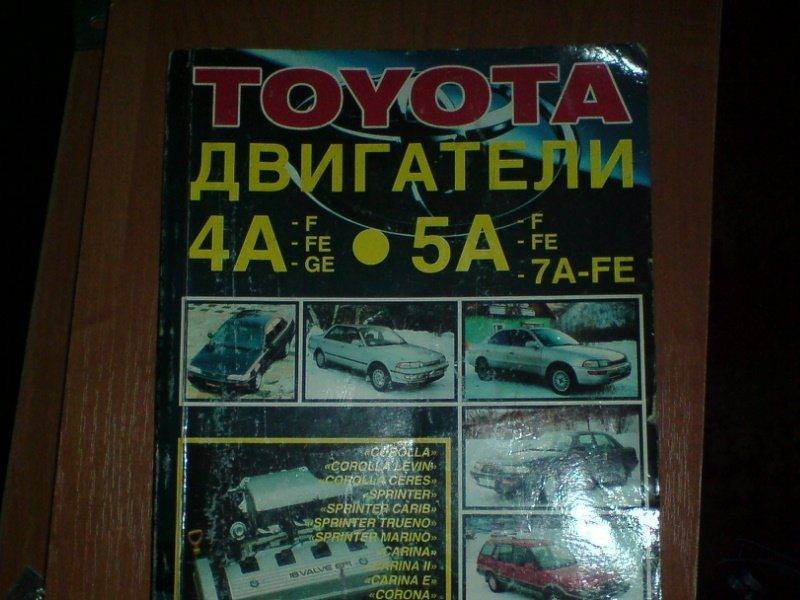 TOYOTA
ДВИГАТЕЛИ
4A - F - FE - GE • 5A - F - FE - 7A-FE
«COROLLA»
«COROLLA LEVIN»
«COROLLA CERES»
«SPRINTER»
«SPRINTER CARIB»
«SPRINTER TRUENO»
«SPRINTER MARINO»
«CARINA»
«CARINA II»
«CARINA E»
«CORONA»
16 VALVE EFI